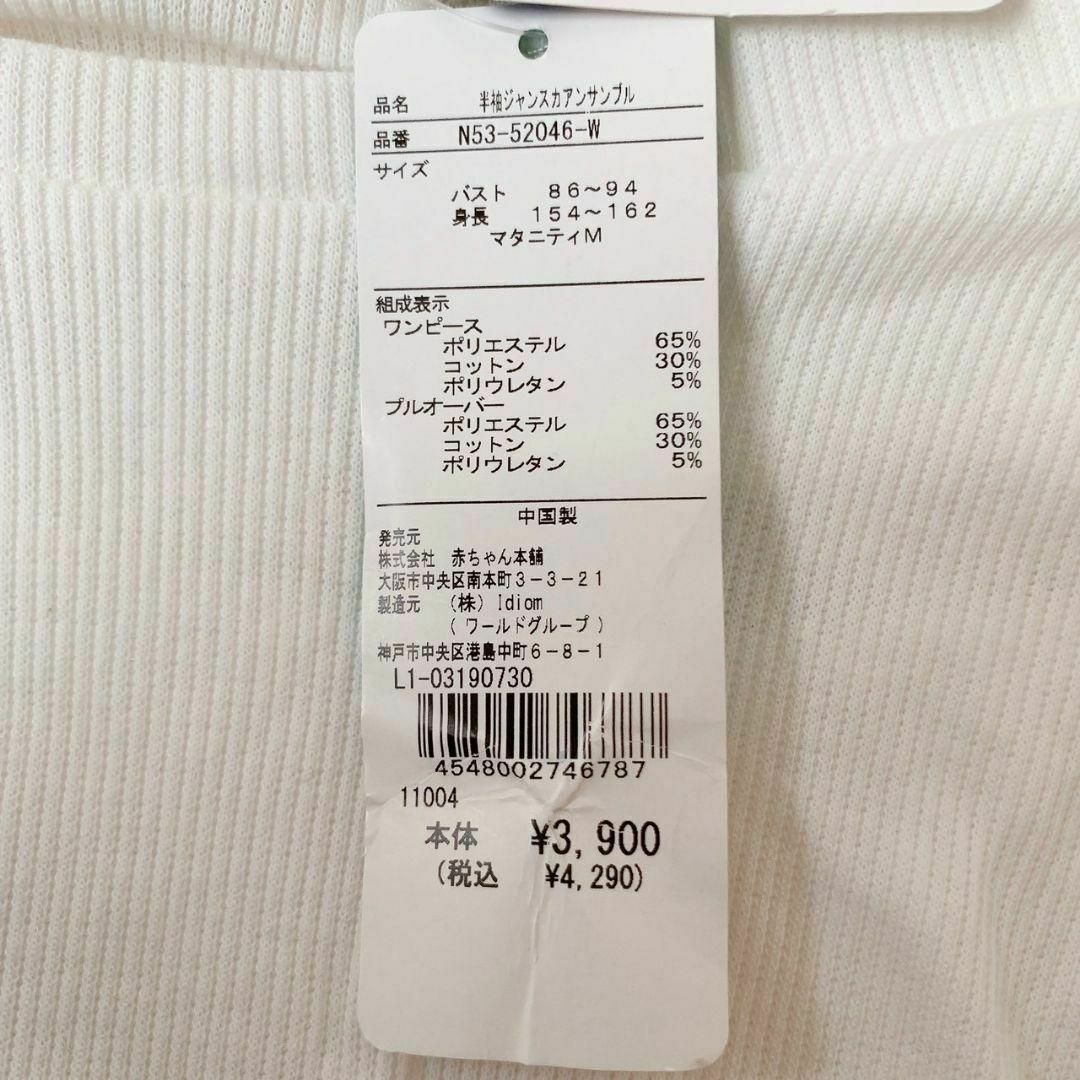 品名 半袖ジャンスカアンサンブル
品番 N53-52046-W
サイズ
バスト 86～94
身長 154～162
マタニティM
組成表示
ワンピース
ポリエステル 65%
コットン 30%
ポリウレタン 5%
プルオーバー
ポリエステル 65%
コットン 30%
ポリウレタン 5%
中国製
発売元
株式会社 赤ちゃん本舗
大阪市中央区南本町3-3-21
製造元 (株) Idiom
(ワールドグループ)
神戸市中央区港島中町6-8-1
L1-03190730
4548002746787
11004
本体 ¥3,900
(税込 ¥4,290)